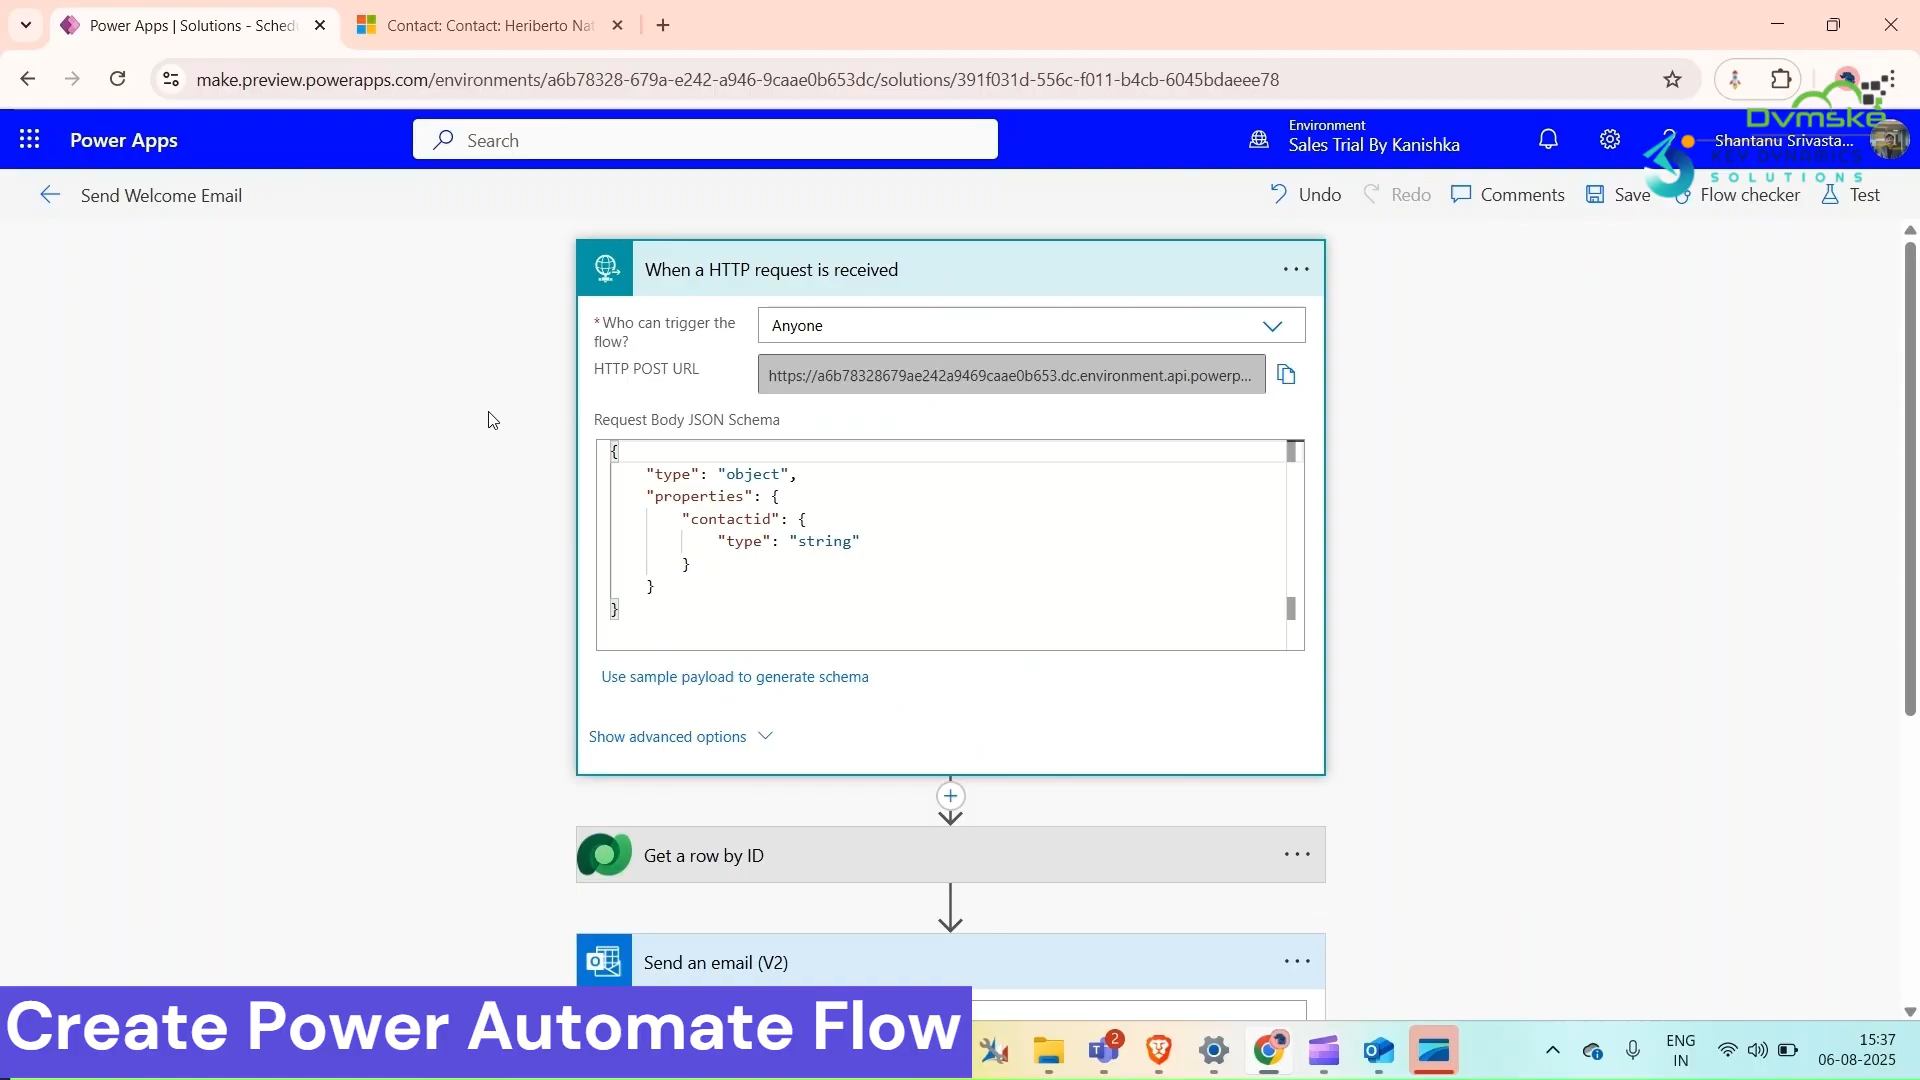 Power Apps | Solutions - Sched
Contact: Contact: Heriberto Nat
make.preview.powerapps.com/environments/a6b78328-679a-e242-a946-9caae0b653dc/solutions/391f031d-556c-f011-b4cb-6045bdaeee78
Power Apps
Search
Environment
Sales Trial By Kanishka
Shantanu Srivasta...
Dvmske
KEY DYNAMICS
SOLUTIONS
Send Welcome Email
Undo
Redo
Comments
Save
Flow checker
Test
When a HTTP request is received
*Who can trigger the
flow?
Anyone
HTTP POST URL
https://a6b78328679ae242a9469caae0b653.dc.environment.api.powerp...
Request Body JSON Schema
{
"type": "object",
"properties": {
"contactid": {
"type": "string"
}
}
}
Use sample payload to generate schema
Show advanced options
Get a row by ID
Send an email (V2)
Create Power Automate Flow
2
ENG
IN
15:37
06-08-2025